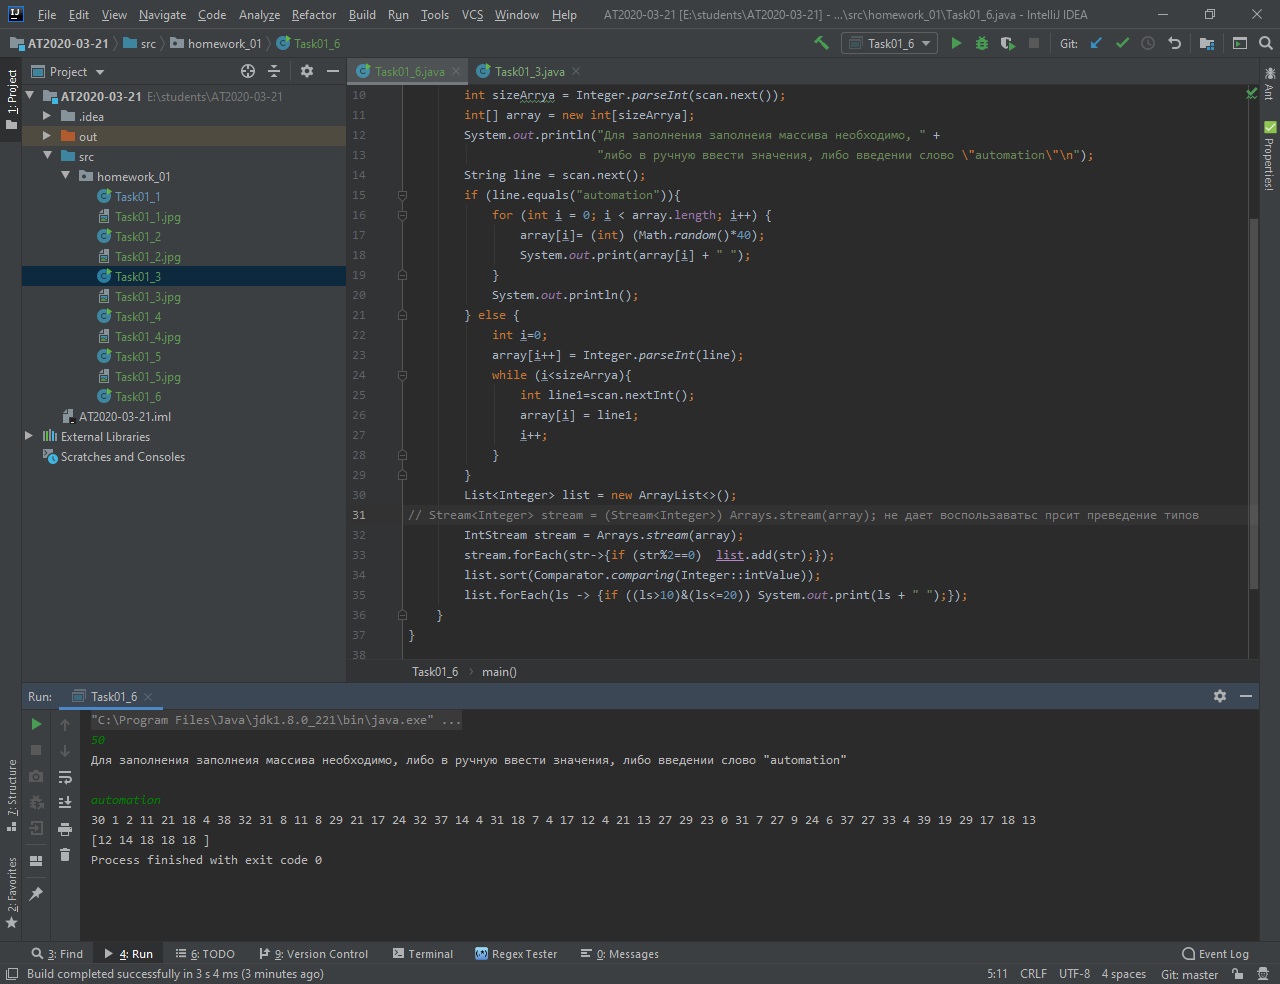 File Edit View Navigate Code Analyze Refactor Build Run Tools VCS Window Help AT2020-03-21 [E:\students\AT2020-03-21] - ...\src\homework_01\Task01_6.java - IntelliJ IDEA
AT2020-03-21 src homework_01 Task01_6 Task01_6 Git:
Project
Task01_6.java Task01_3.java
1: Project
AT2020-03-21 E:\students\AT2020-03-21
.idea
out
src
homework_01
Task01_1
Task01_1.jpg
Task01_2
Task01_2.jpg
Task01_3
Task01_3.jpg
Task01_4
Task01_4.jpg
Task01_5
Task01_5.jpg
Task01_6
AT2020-03-21.iml
External Libraries
Scratches and Consoles
10 int sizeArrya = Integer.parseInt(scan.next());
11 int[] array = new int[sizeArrya];
12 System.out.println("Для заполнения заполнеия массива необходимо, " +
13 "либо в ручную ввести значения, либо введении слово \"automation\"\n");
14 String line = scan.next();
15 if (line.equals("automation")){
16 for (int i = 0; i < array.length; i++) {
17 array[i]= (int) (Math.random()*40);
18 System.out.print(array[i] + " ");
19 }
20 System.out.println();
21 } else {
22 int i=0;
23 array[i++] = Integer.parseInt(line);
24 while (i<sizeArrya){
25 int line1=scan.nextInt();
26 array[i] = line1;
27 i++;
28 }
29 }
30 List<Integer> list = new ArrayList<>();
31 // Stream<Integer> stream = (Stream<Integer>) Arrays.stream(array); не дает воспользаватьс прсит преведение типов
32 IntStream stream = Arrays.stream(array);
33 stream.forEach(str->{if (str%2==0)  list.add(str);});
34 list.sort(Comparator.comparing(Integer::intValue));
35 list.forEach(ls -> {if ((ls>10)&(ls<=20)) System.out.print(ls + " ");});
36 }
37 }
38
Task01_6 main()
Ant
Properties!
Run: Task01_6
"C:\Program Files\Java\jdk1.8.0_221\bin\java.exe" ...
50
Для заполнения заполнеия массива необходимо, либо в ручную ввести значения, либо введении слово "automation"
automation
30 1 2 11 21 18 4 38 32 31 8 11 8 29 21 17 24 32 37 14 4 31 18 7 4 17 12 4 21 13 27 29 23 0 31 7 27 9 24 6 37 27 33 4 39 19 29 17 18 13
[12 14 18 18 18 ]
Process finished with exit code 0
7: Structure
2: Favorites
3: Find 4: Run 6: TODO 9: Version Control Terminal Regex Tester 0: Messages Event Log
Build completed successfully in 3 s 4 ms (3 minutes ago) 5:11 CRLF UTF-8 4 spaces Git: master